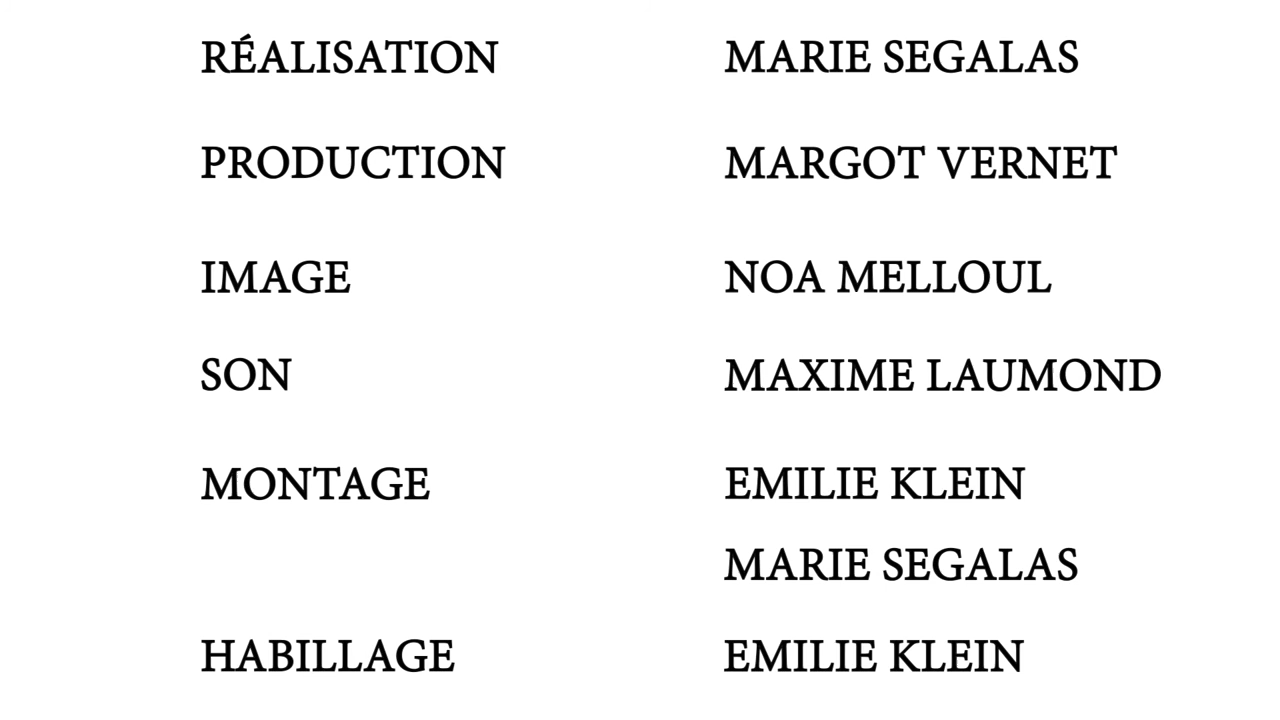 RÉALISATION MARIE SEGALAS
PRODUCTION MARGOT VERNET
IMAGE NOA MELLOUL
SON MAXIME LAUMOND
MONTAGE EMILIE KLEIN
MARIE SEGALAS
HABILLAGE EMILIE KLEIN